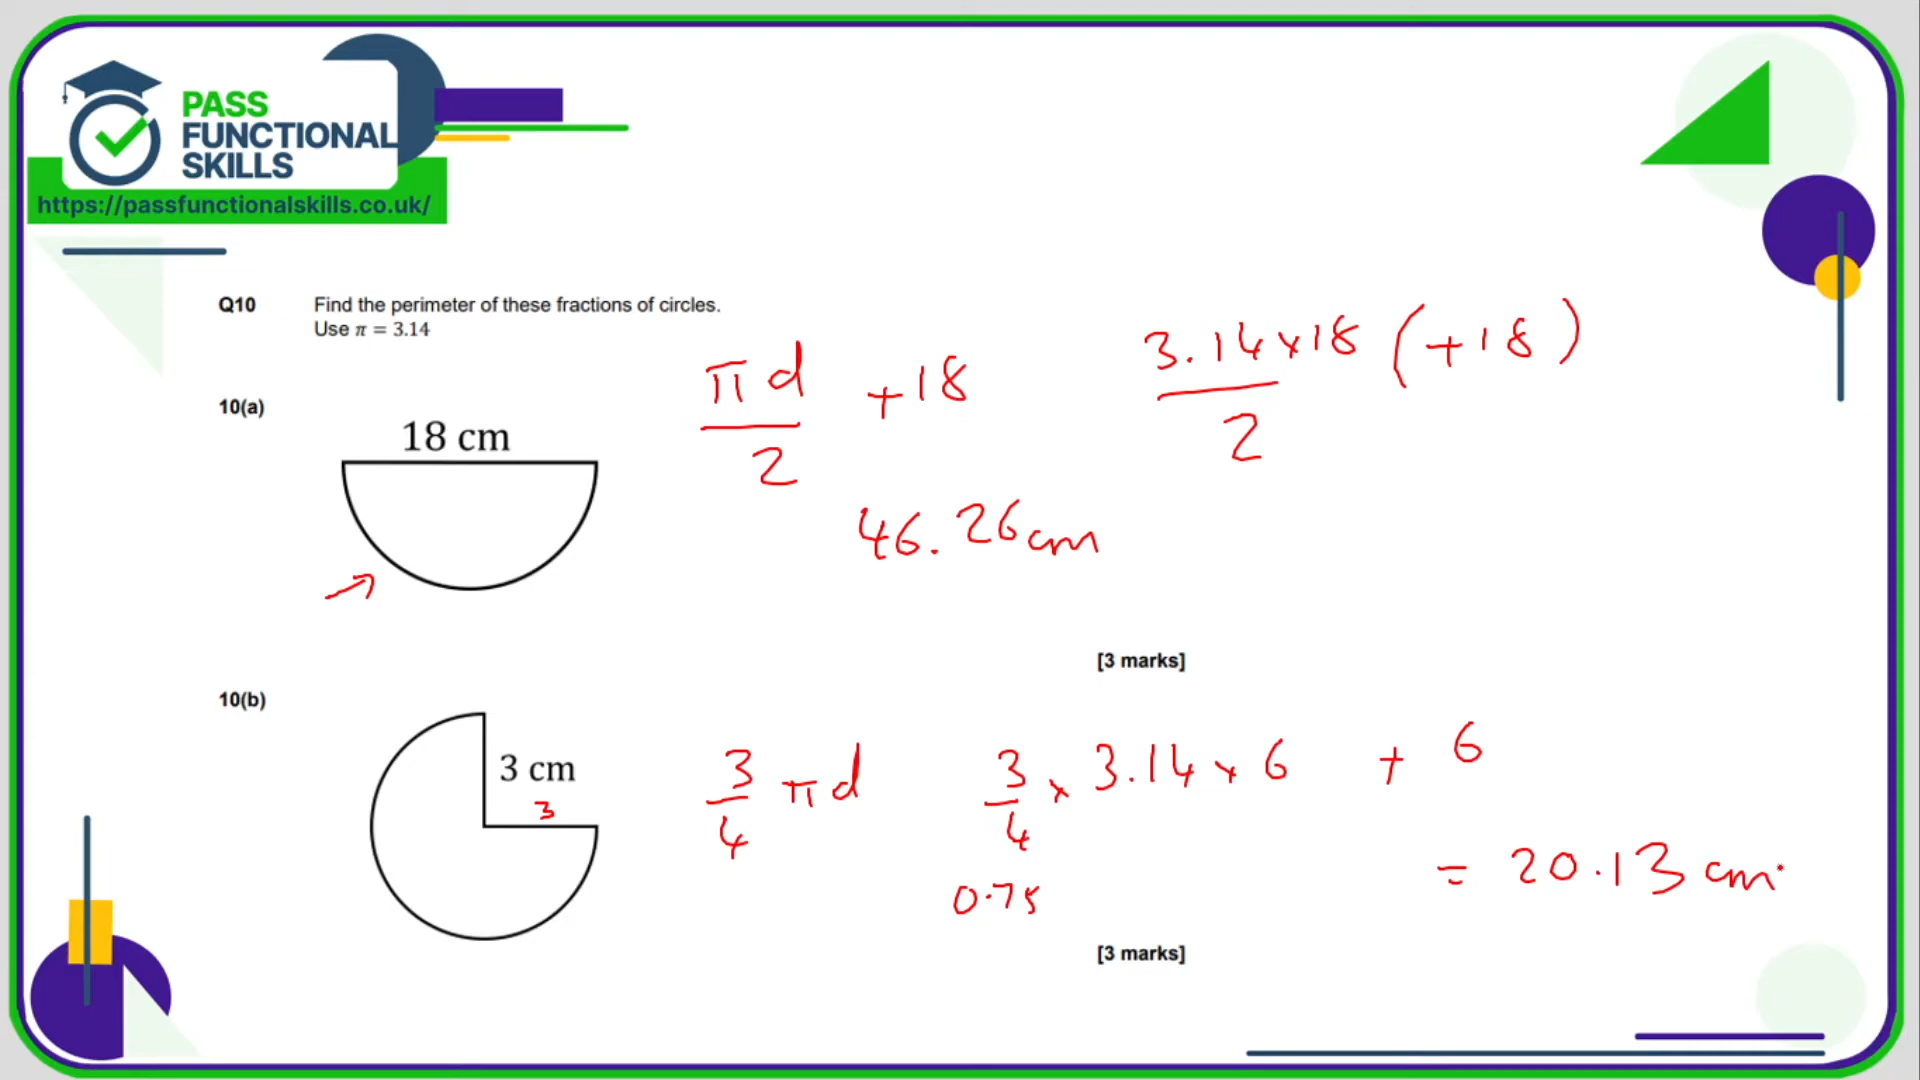 PASS
FUNCTIONAL
SKILLS
https://passfunctionalskills.co.uk/
Q10 Find the perimeter of these fractions of circles.
Use π = 3.14
πd/2 + 18
3.14 × 18 (+18)
2
10(a)
18 cm
46.26 cm
[3 marks]
10(b)
3 cm
3
3/4 πd
3/4 × 3.14 × 6 + 6
0.75
= 20.13 cm
[3 marks]